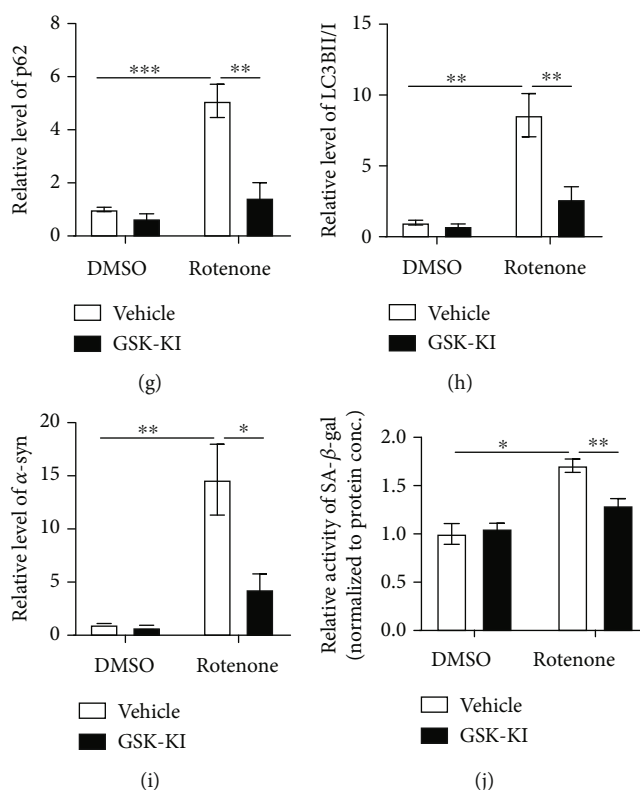 Relative level of p62
8
6
4
2
0
***
**
DMSO
Rotenone
Vehicle
GSK-KI
(g)
Relative level of LC3BII/I
15
10
5
0
**
**
DMSO
Rotenone
Vehicle
GSK-KI
(h)
Relative level of α-syn
20
15
10
5
0
**
*
DMSO
Rotenone
Vehicle
GSK-KI
(i)
Relative activity of SA-β-gal
(normalized to protein conc.)
2.0
1.5
1.0
0.5
0.0
*
**
DMSO
Rotenone
Vehicle
GSK-KI
(j)